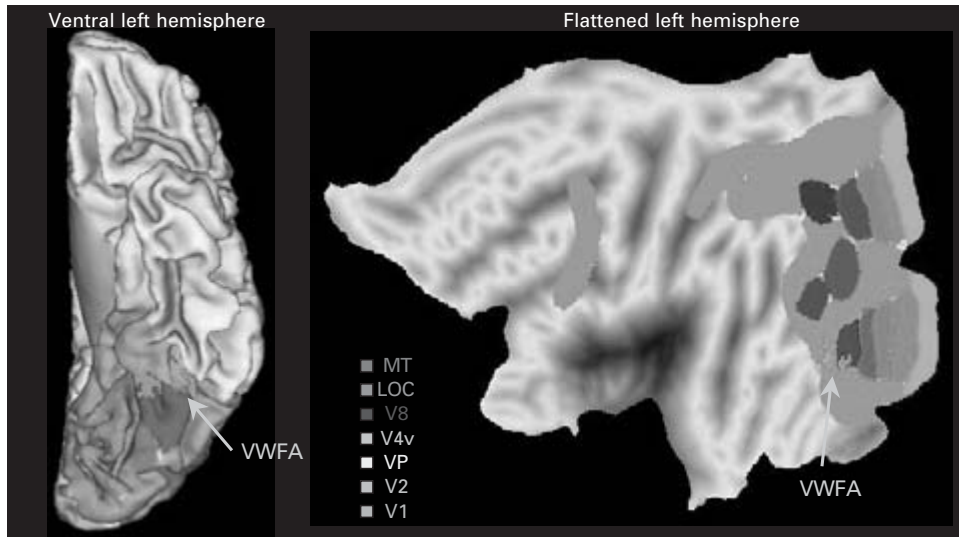 Ventral left hemisphere
Flattened left hemisphere
VWFA
MT
LOC
V8
V4v
VP
V2
V1
VWFA